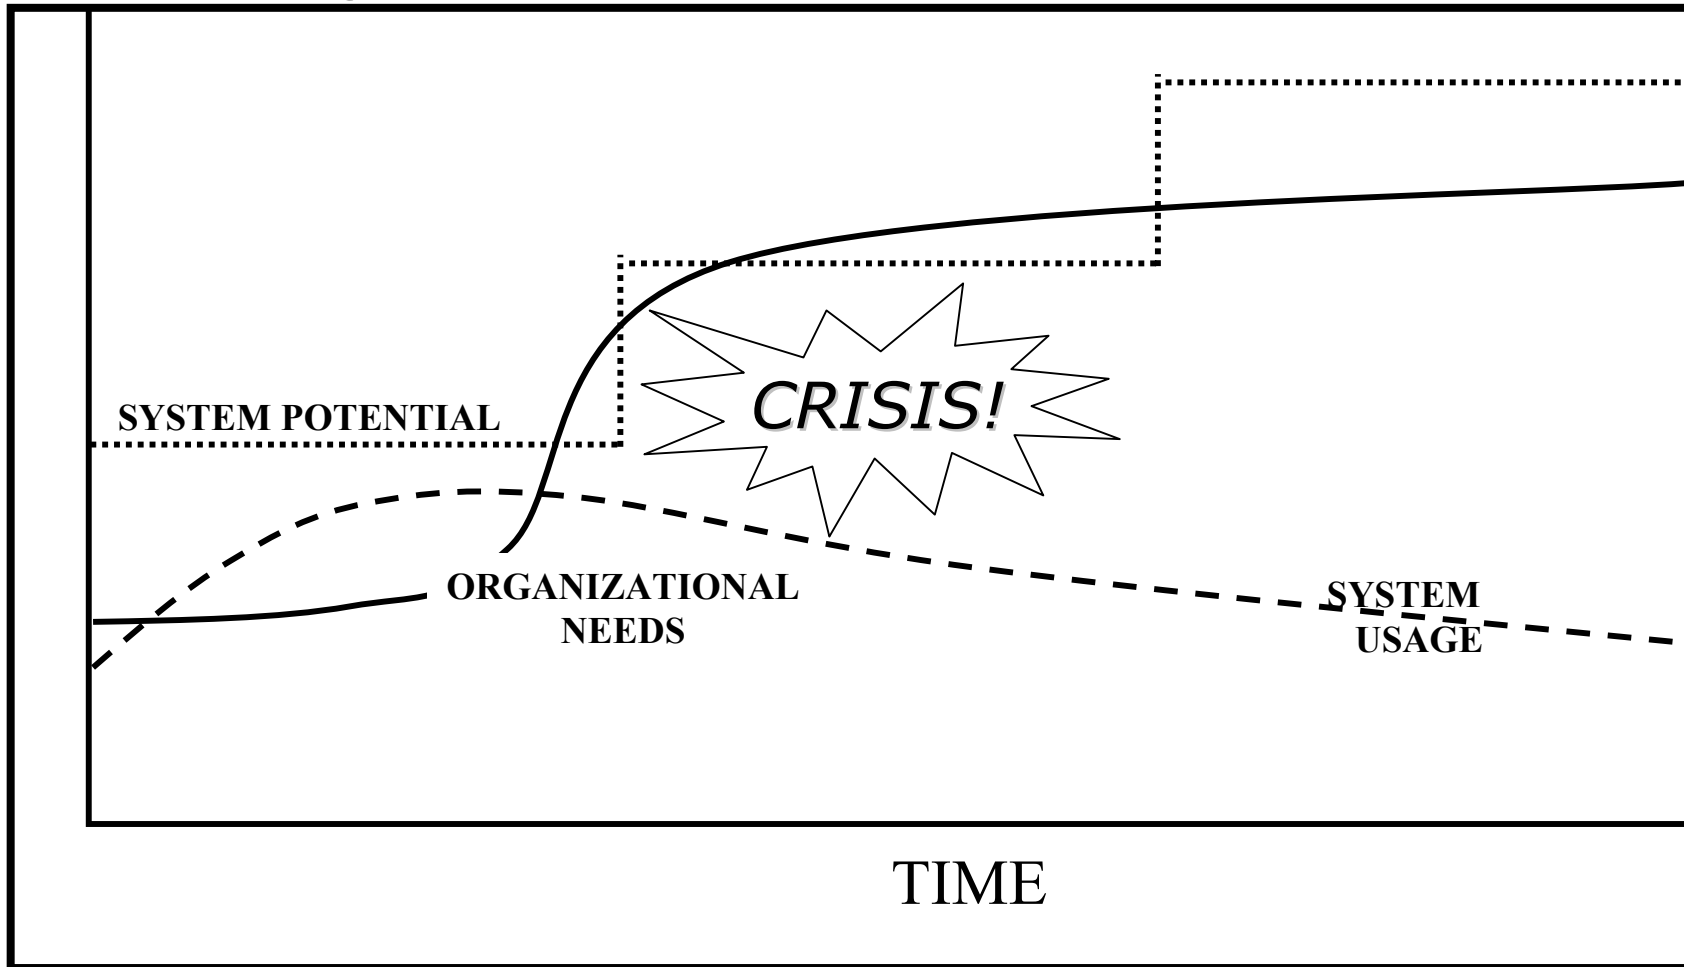 SYSTEM POTENTIAL
CRISIS!
ORGANIZATIONAL
NEEDS
SYSTEM
USAGE
TIME